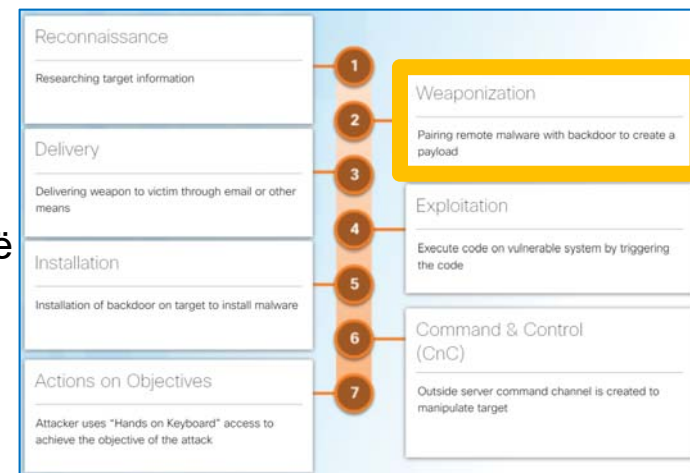 Reconnaissance
Researching target information
1
Weaponization
Pairing remote malware with backdoor to create a
payload
2
Delivery
Delivering weapon to victim through email or other
means
3
Exploitation
Execute code on vulnerable system by triggering
the code
4
ë
Installation
Installation of backdoor on target to install malware
5
Command & Control
(CnC)
Outside server command channel is created to
manipulate target
6
Actions on Objectives
Attacker uses "Hands on Keyboard" access to
achieve the objective of the attack
7